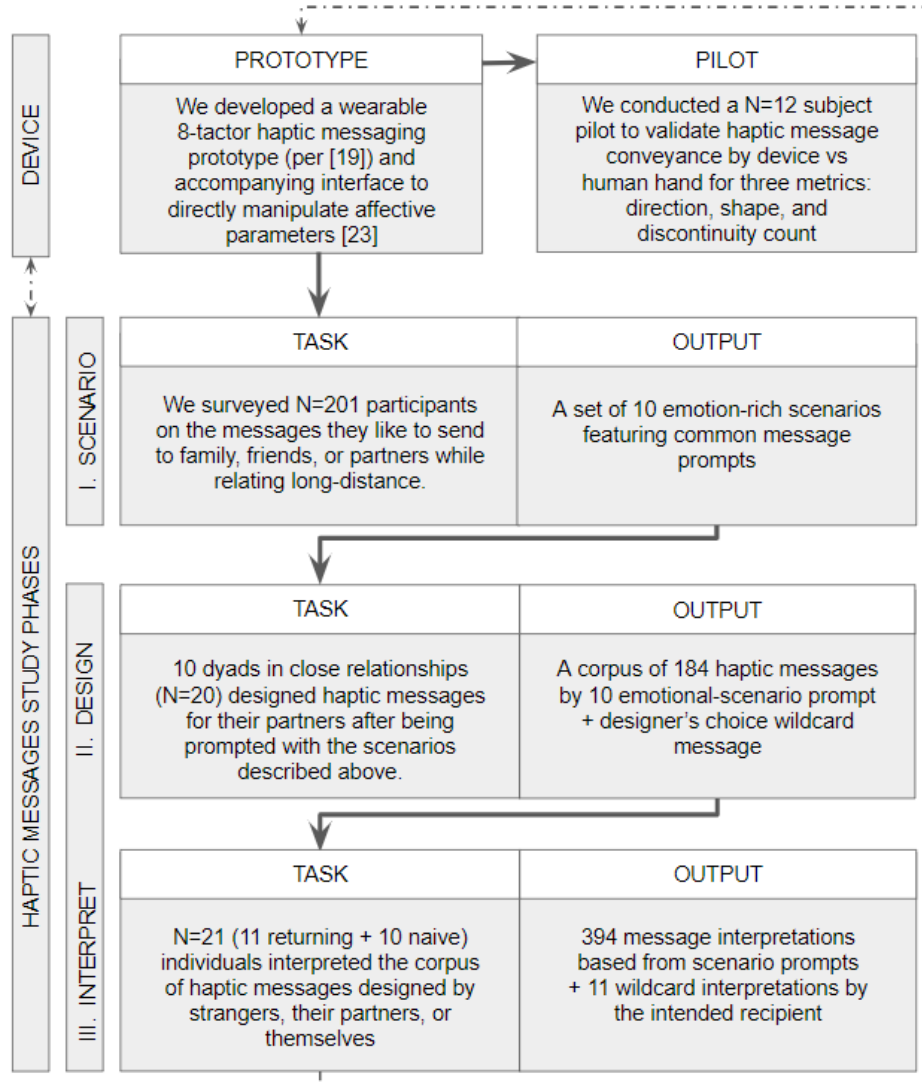 DEVICE
PROTOTYPE
We developed a wearable
8-tactor haptic messaging
prototype (per [19]) and
accompanying interface to
directly manipulate affective
parameters [23]
PILOT
We conducted a N=12 subject
pilot to validate haptic message
conveyance by device vs
human hand for three metrics:
direction, shape, and
discontinuity count
HAPTIC MESSAGES STUDY PHASES
I. SCENARIO
TASK
We surveyed N=201 participants
on the messages they like to send
to family, friends, or partners while
relating long-distance.
OUTPUT
A set of 10 emotion-rich scenarios
featuring common message
prompts
II. DESIGN
TASK
10 dyads in close relationships
(N=20) designed haptic messages
for their partners after being
prompted with the scenarios
described above.
OUTPUT
A corpus of 184 haptic messages
by 10 emotional-scenario prompt
+ designer's choice wildcard
message
III. INTERPRET
TASK
N=21 (11 returning + 10 naive)
individuals interpreted the corpus
of haptic messages designed by
strangers, their partners, or
themselves
OUTPUT
394 message interpretations
based from scenario prompts
+ 11 wildcard interpretations by
the intended recipient